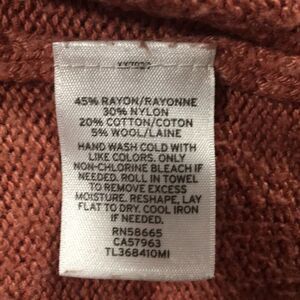 45% RAYON/RAYONNE
30% NYLON
20% COTTON/COTON
5% WOOL/LAINE
HAND WASH COLD WITH
LIKE COLORS. ONLY
NON-CHLORINE BLEACH IF
NEEDED. ROLL IN TOWEL
TO REMOVE EXCESS
MOISTURE. RESHAPE, LAY
FLAT TO DRY. COOL IRON
IF NEEDED.
RN58665
CA57963
TL368410MI